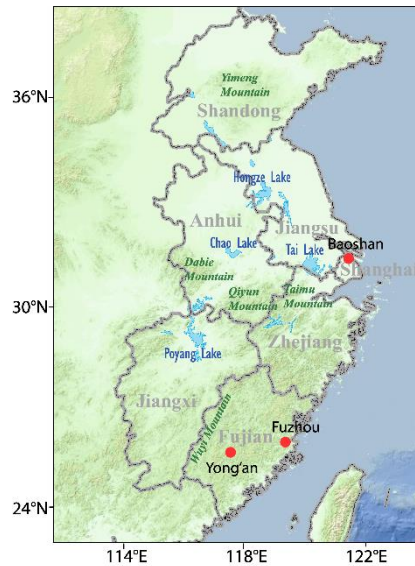 36°N
Yimeng
Mountain
Shandong
Hongze Lake
Anhui
Jiangsu
Chao Lake
Tai Lake
Baoshan
Shanghai
Dabie
Mountain
Qiyun
Mountain
Taimu
Mountain
30°N
Zhejiang
Poyang Lake
Jiangxi
Wuyi Mountain
Fujian
Fuzhou
Yong'an
24°N
114°E
118°E
122°E